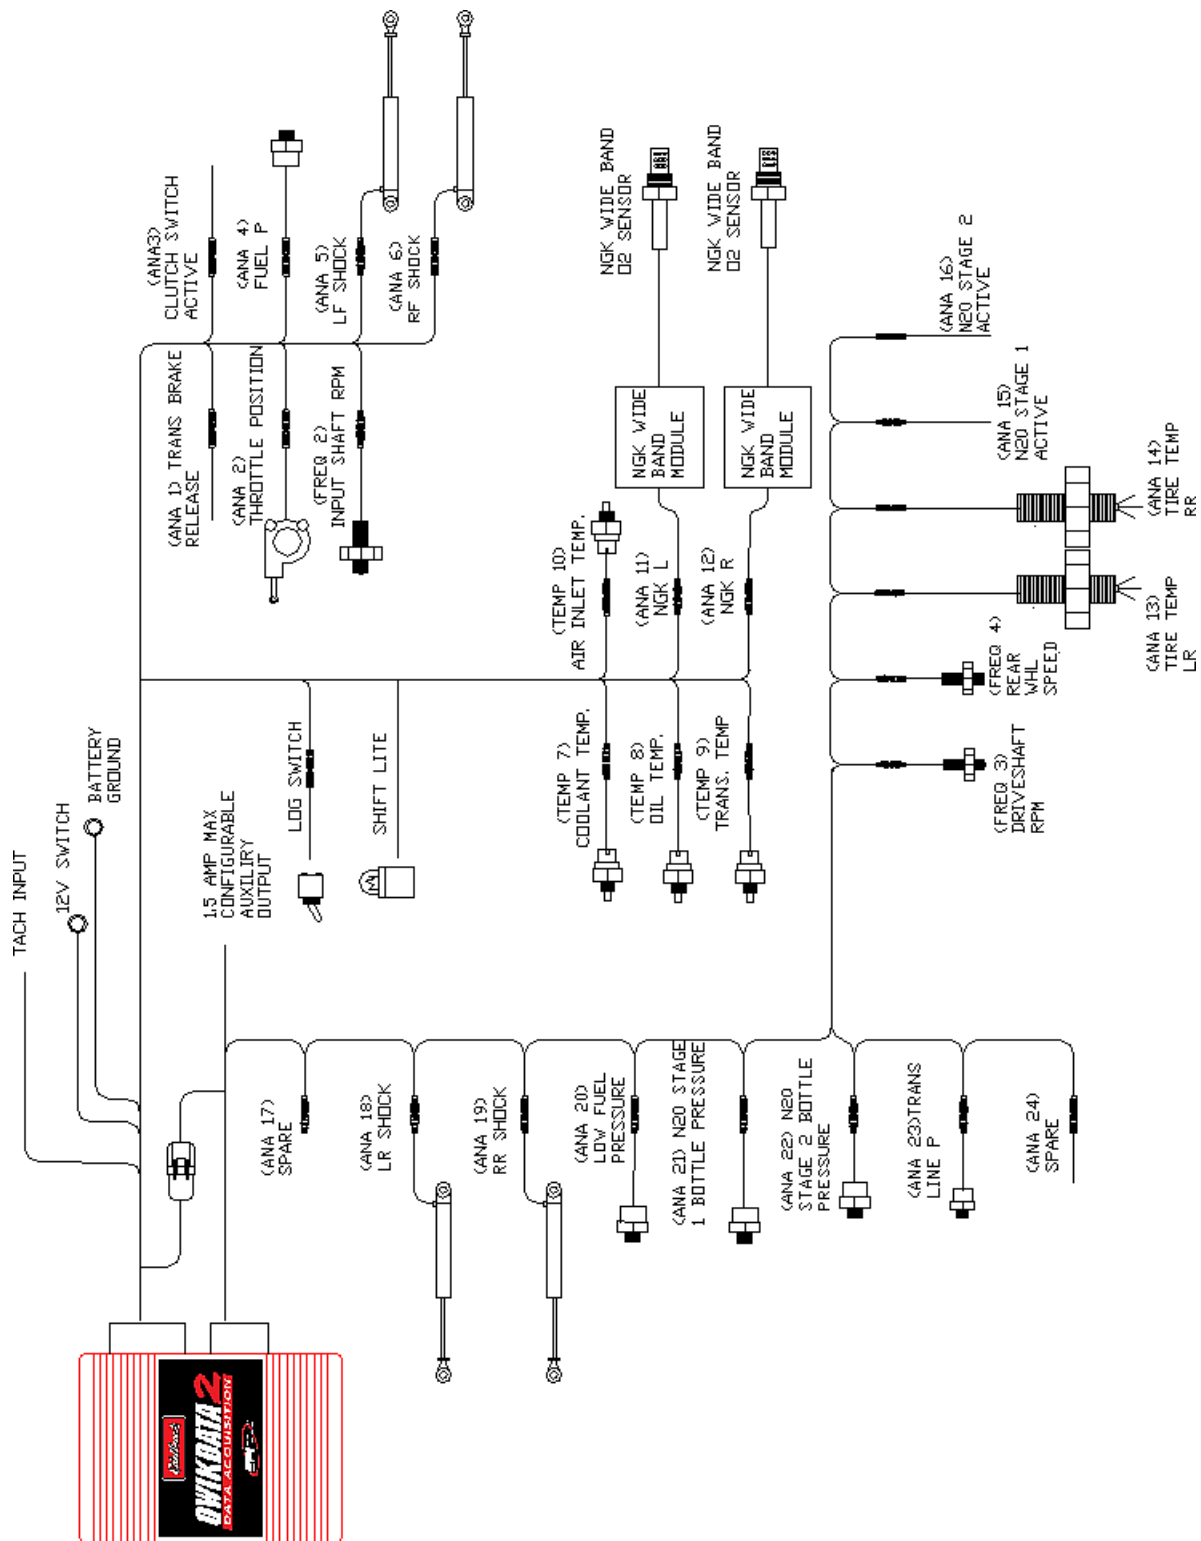 TACH INPUT
12V SWITCH
BATTERY
GROUND
1.5 AMP MAX
CONFIGURABLE
AUXILIRY
OUTPUT
LOG SWITCH
SHIFT LITE
(ANA 1) TRANS BRAKE
RELEASE
(ANA 2)
THROTTLE POSITION
(FREQ 2)
INPUT SHAFT RPM
(ANA3)
CLUTCH SWITCH
ACTIVE
(ANA 4)
FUEL P
(ANA 5)
LF SHOCK
(ANA 6)
RF SHOCK
(TEMP 7)
COOLANT TEMP.
(TEMP 8)
OIL TEMP.
(TEMP 9)
TRANS. TEMP
(TEMP 10)
AIR INLET TEMP.
(ANA 11)
NGK L
(ANA 12)
NGK R
NGK WIDE
BAND
MODULE
NGK WIDE
BAND
MODULE
NGK WIDE BAND
O2 SENSOR
NGK WIDE BAND
O2 SENSOR
(FREQ 3)
DRIVESHAFT
RPM
(FREQ 4)
REAR
WHL
SPEED
(ANA 13)
TIRE TEMP
LR
(ANA 14)
TIRE TEMP
RR
(ANA 15)
N20 STAGE 1
ACTIVE
(ANA 16)
N20 STAGE 2
ACTIVE
(ANA 17)
SPARE
(ANA 18)
LR SHOCK
(ANA 19)
RR SHOCK
(ANA 20)
LOW FUEL
PRESSURE
(ANA 21) N20 STAGE
1 BOTTLE PRESSURE
(ANA 22) N20
STAGE 2 BOTTLE
PRESSURE
(ANA 23)TRANS
LINE P
(ANA 24)
SPARE
Edelbrock
QWIKDATA 2
DATA ACQUISITION